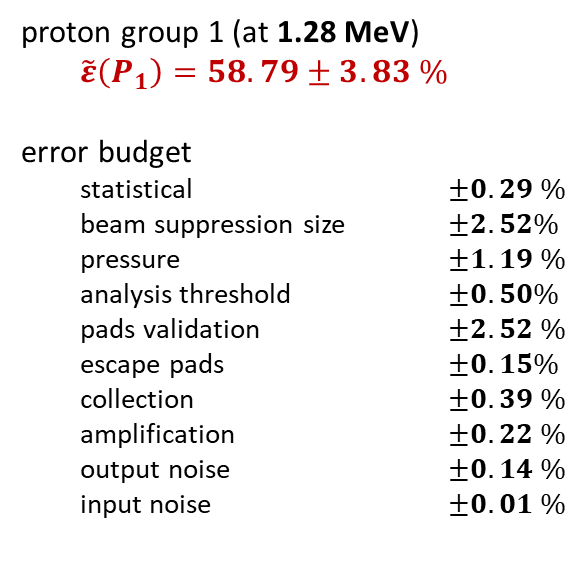 proton group 1 (at 1.28 MeV)
ε̃(P₁) = 58.79 ± 3.83 %
error budget
statistical ±0.29 %
beam suppression size ±2.52%
pressure ±1.19 %
analysis threshold ±0.50%
pads validation ±2.52 %
escape pads ±0.15%
collection ±0.39 %
amplification ±0.22 %
output noise ±0.14 %
input noise ±0.01 %